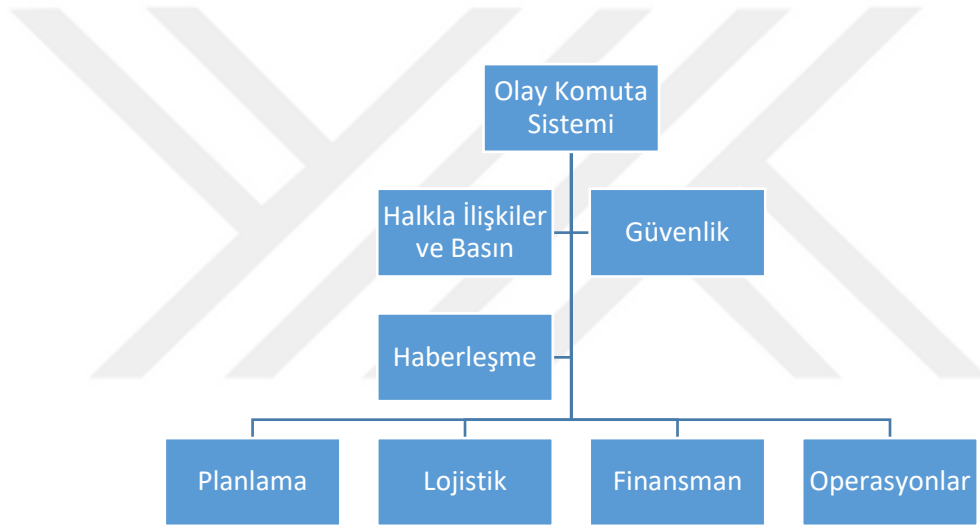 Olay Komuta
Sistemi
Halkla İlişkiler
ve Basın
Güvenlik
Haberleşme
Planlama
Lojistik
Finansman
Operasyonlar